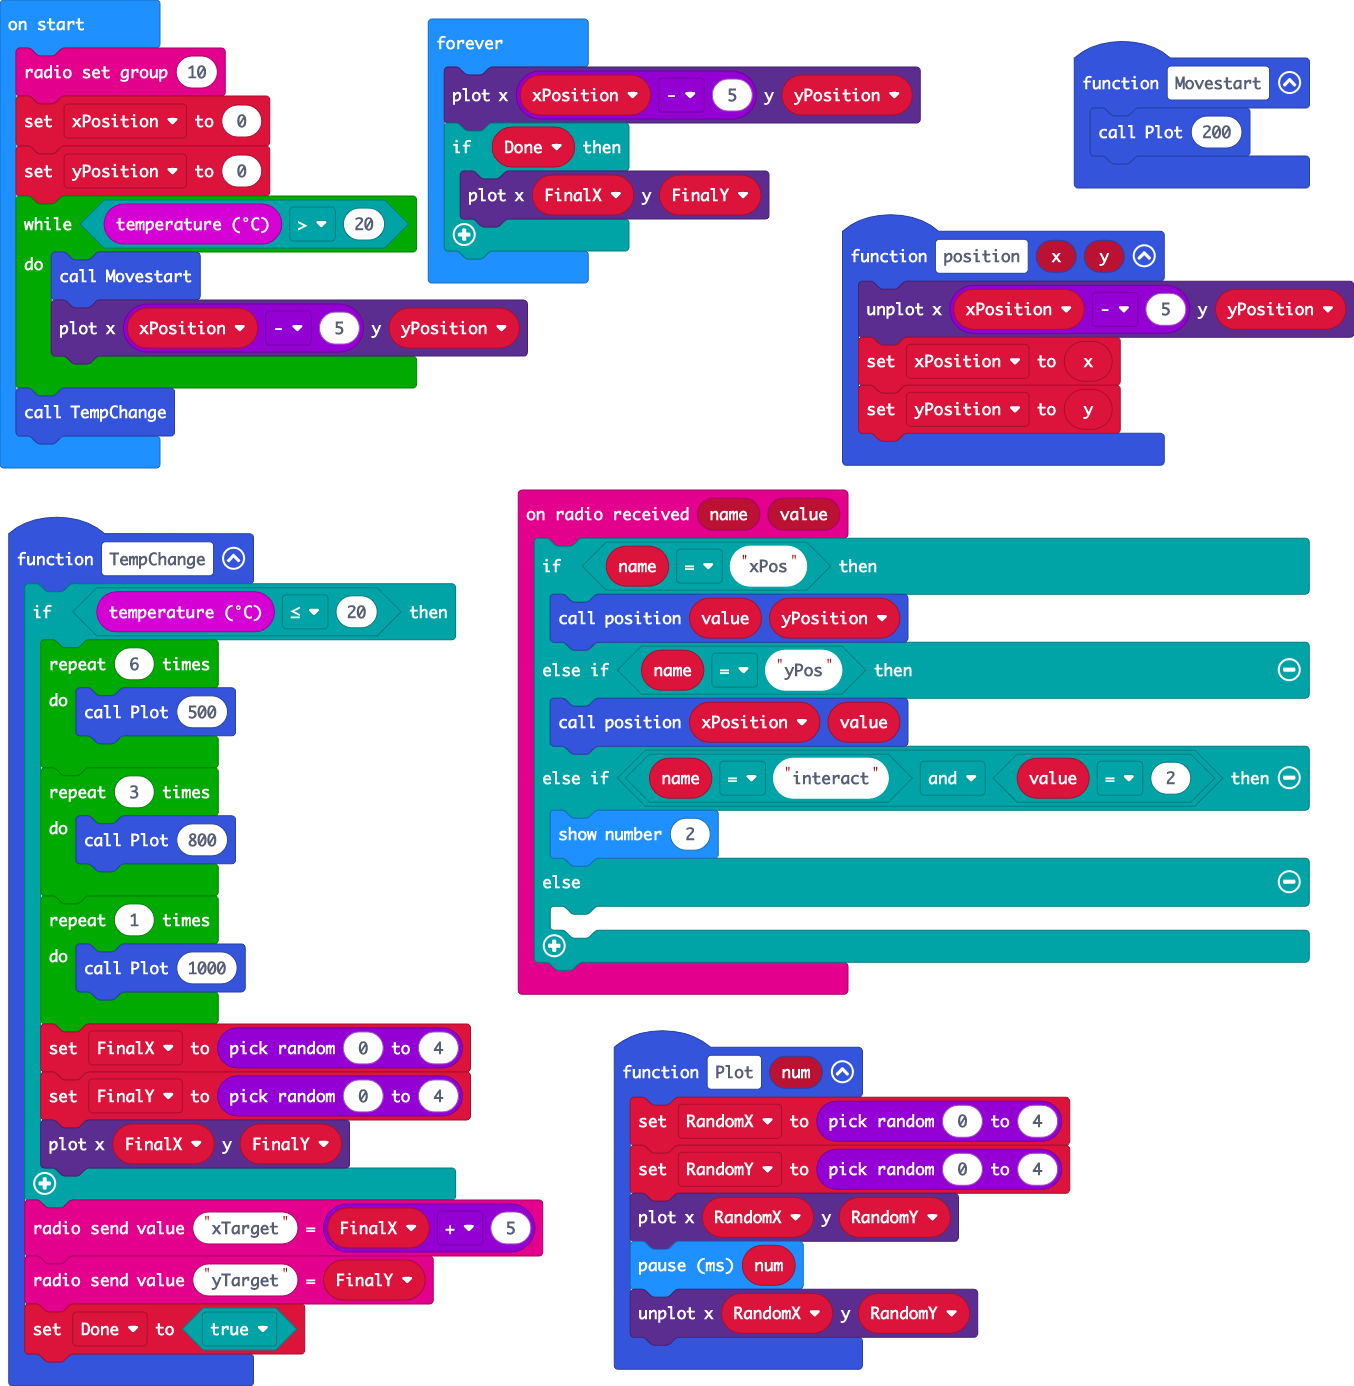 on start
radio set group 10
set xPosition to 0
set yPosition to 0
while temperature (°C) > 20
do
call Movestart
plot x xPosition - 5 y yPosition
call TempChange
forever
plot x xPosition - 5 y yPosition
if Done then
plot x FinalX y FinalY
function Movestart
call Plot 200
function position x y
unplot x xPosition - 5 y yPosition
set xPosition to x
set yPosition to y
function TempChange
if temperature (°C) ≤ 20 then
repeat 6 times
do call Plot 500
repeat 3 times
do call Plot 800
repeat 1 times
do call Plot 1000
set FinalX to pick random 0 to 4
set FinalY to pick random 0 to 4
plot x FinalX y FinalY
radio send value "xTarget" = FinalX + 5
radio send value "yTarget" = FinalY
set Done to true
on radio received name value
if name = "xPos" then
call position value yPosition
else if name = "yPos" then
call position xPosition value
else if name = "interact" and value = 2 then
show number 2
else
function Plot num
set RandomX to pick random 0 to 4
set RandomY to pick random 0 to 4
plot x RandomX y RandomY
pause (ms) num
unplot x RandomX y RandomY